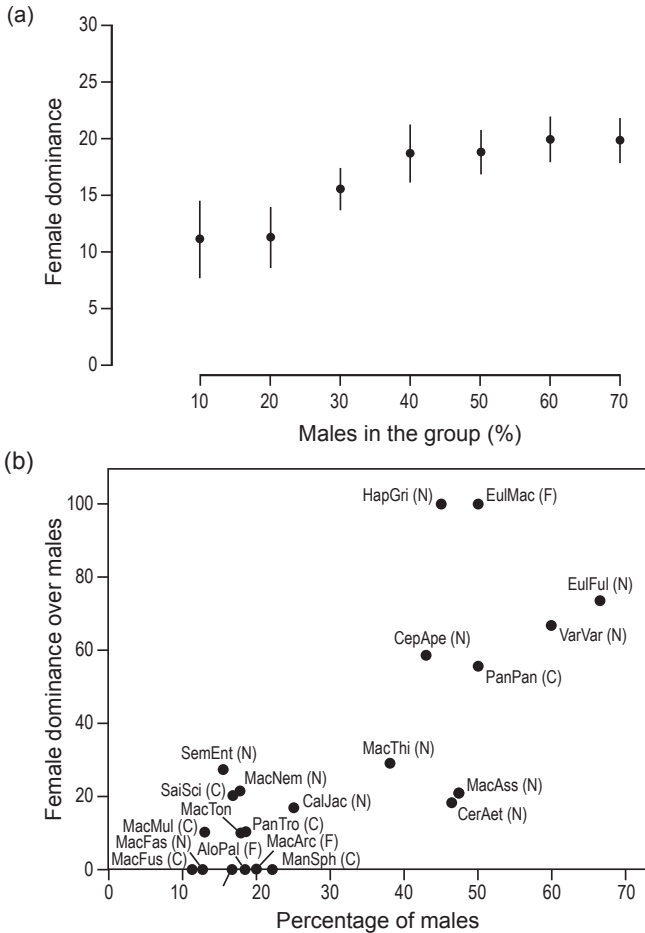 (a)
30
25
20
15
10
5
0
Female dominance
10 20 30 40 50 60 70
Males in the group (%)
(b)
100
80
60
40
20
0
Female dominance over males
HapGri (N) EulMac (F)
EulFul (N)
CepApe (N) VarVar (N)
PanPan (C)
MacThi (N)
SemEnt (N)
MacNem (N)
SaiSci (C) MacAss (N)
MacTon CalJac (N) CerAet (N)
MacMul (C) PanTro (C)
MacFas (N) AloPal (F) MacArc (F)
MacFus (C) ManSph (C)
0 10 20 30 40 50 60 70
Percentage of males